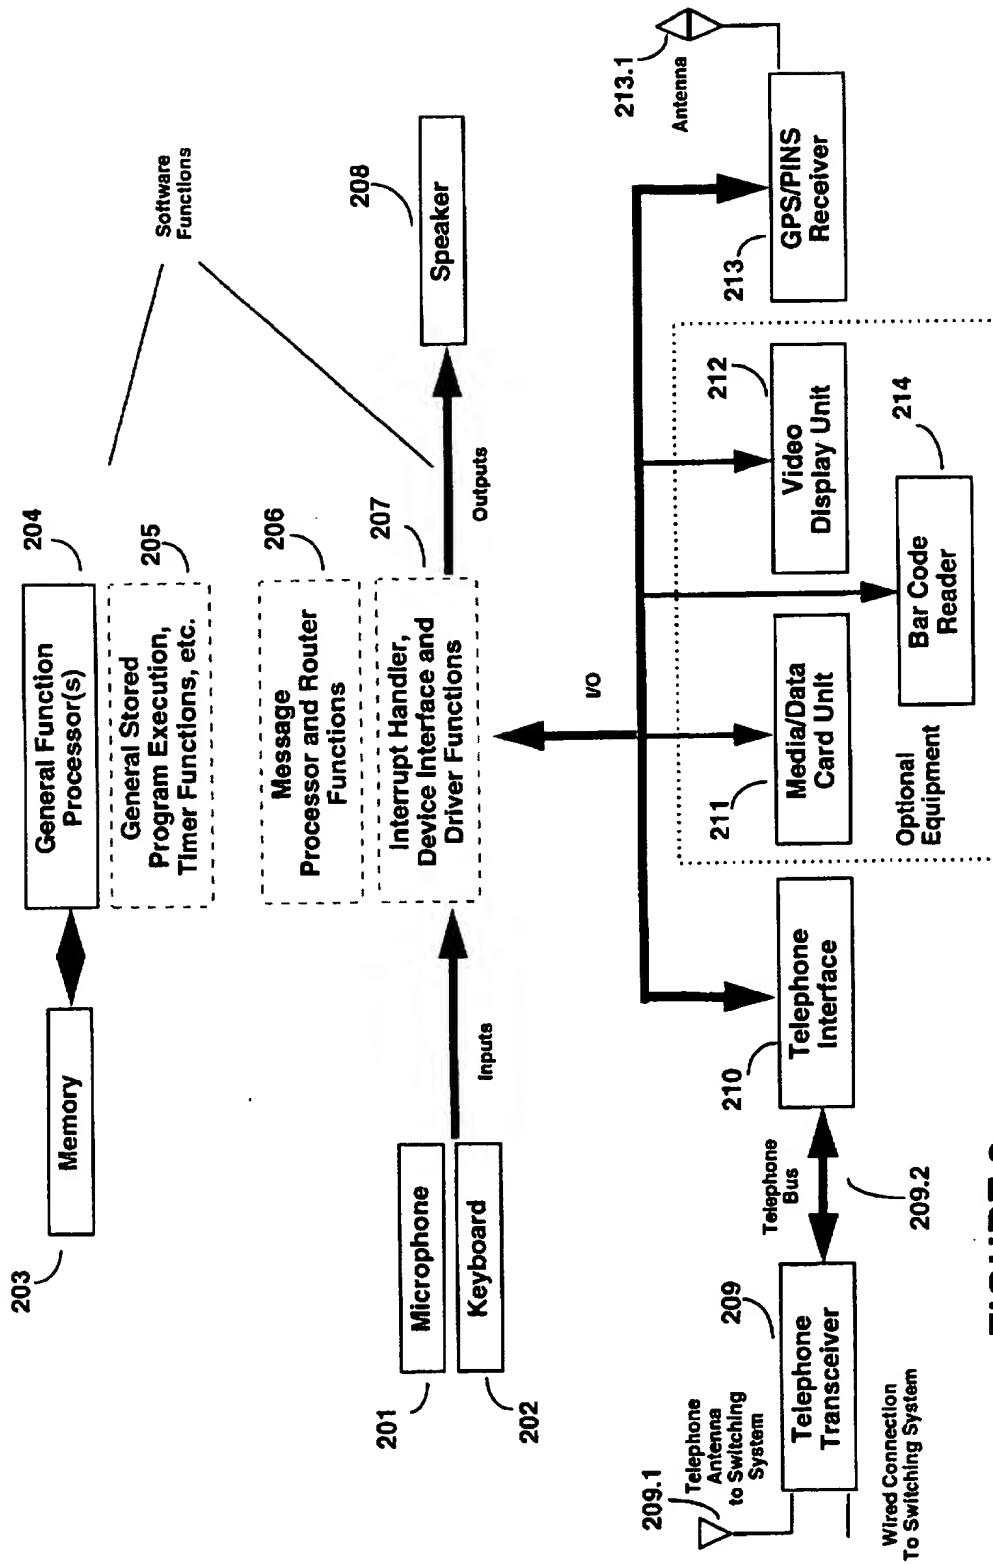 203
Memory
204
General Function
Processor(s)
205
General Stored
Program Execution,
Timer Functions, etc.
Software
Functions
206
Message
Processor and Router
Functions
207
Interrupt Handler,
Device Interface and
Driver Functions
201
Microphone
202
Keyboard
Inputs
Outputs
208
Speaker
I/O
209.1
Telephone
Antenna
to Switching
System
209
Telephone
Transceiver
Wired Connection
To Switching System
Telephone
Bus
209.2
210
Telephone
Interface
211
Media/Data
Card Unit
Optional
Equipment
212
Video
Display Unit
214
Bar Code
Reader
213
GPS/PINS
Receiver
213.1
Antenna